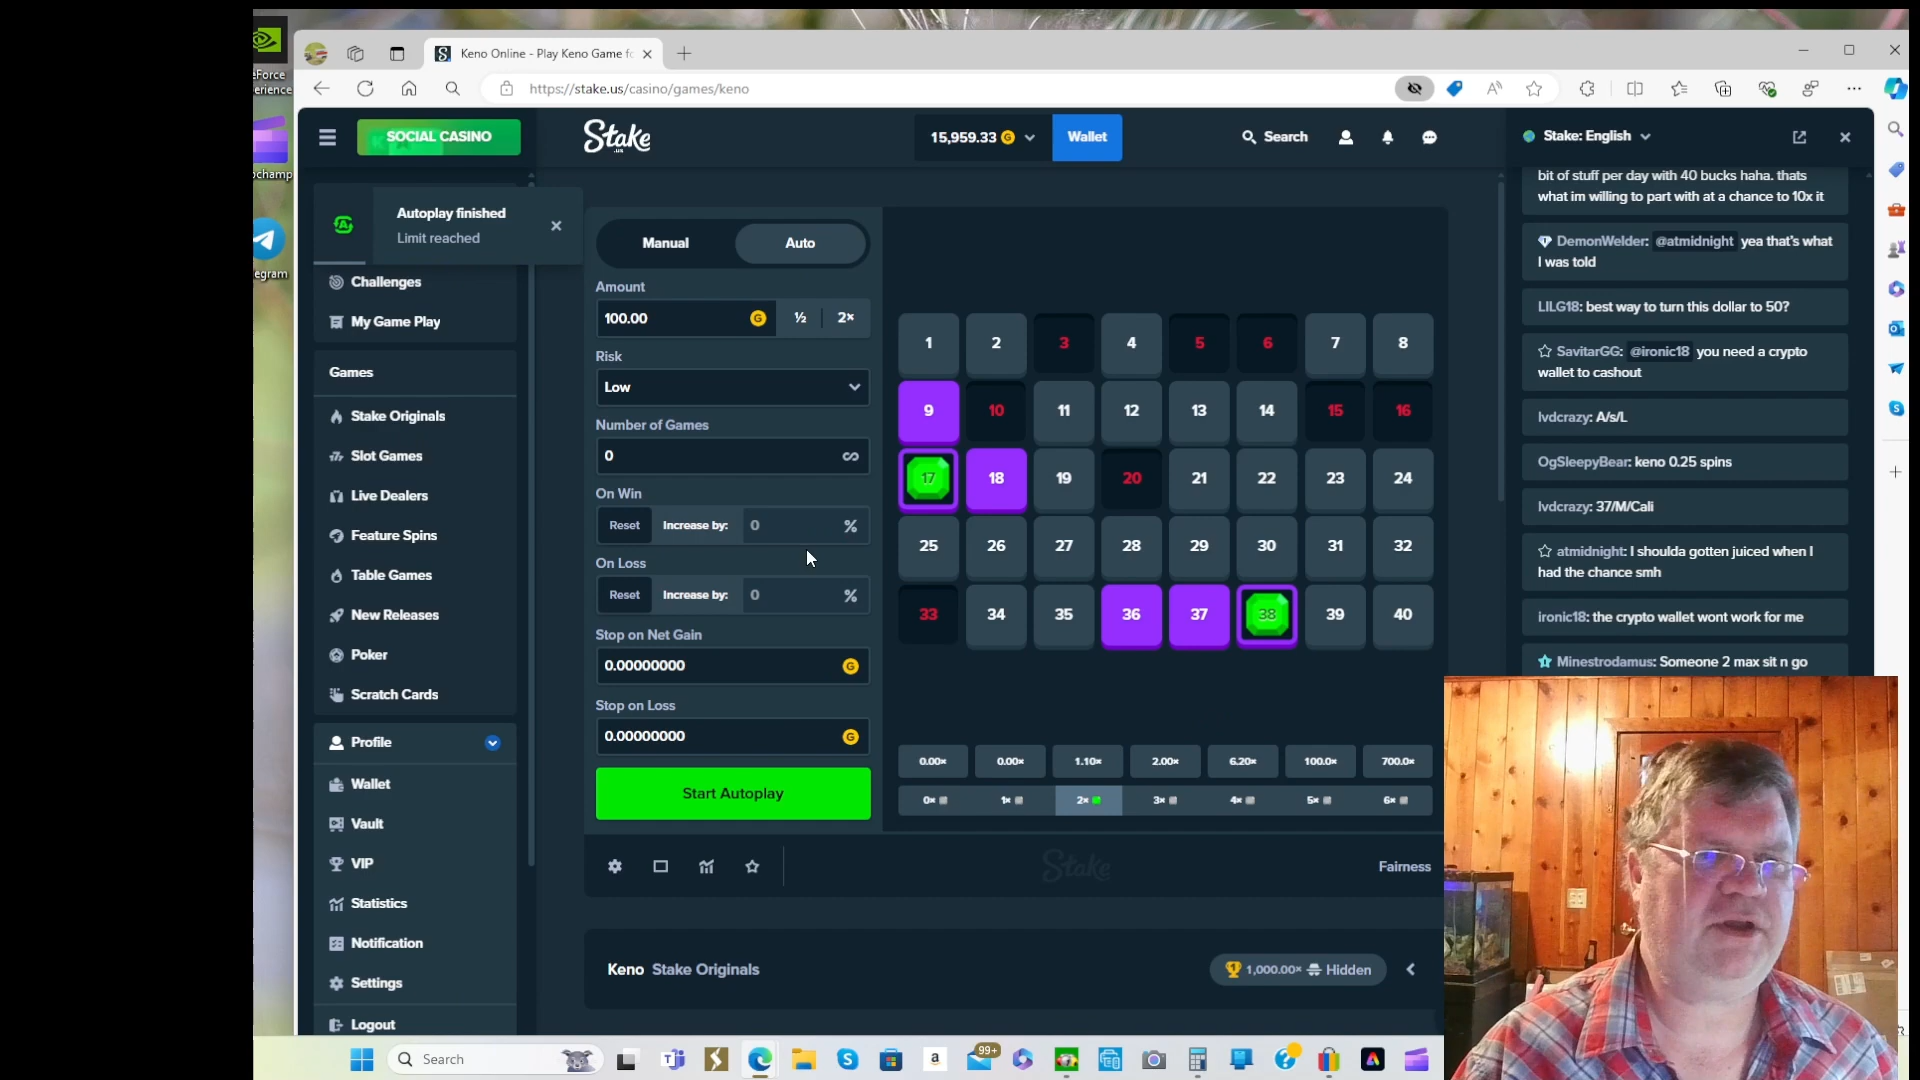 eForce
erience
ochamp
egram
Keno Online - Play Keno Game fo
https://stake.us/casino/games/keno
SOCIAL CASINO
Stake
.US
15,959.33
Wallet
Search
Stake: English
Autoplay finished
Limit reached
Challenges
My Game Play
Games
Stake Originals
Slot Games
Live Dealers
Feature Spins
Table Games
New Releases
Poker
Scratch Cards
Profile
Wallet
Vault
VIP
Statistics
Notification
Settings
Logout
Manual Auto
Amount
100.00 ½ 2×
Risk
Low
Number of Games
0 ∞
On Win
Reset Increase by: 0 %
On Loss
Reset Increase by: 0 %
Stop on Net Gain
0.00000000
Stop on Loss
0.00000000
Start Autoplay
1 2 3 4 5 6 7 8
9 10 11 12 13 14 15 16
17 18 19 20 21 22 23 24
25 26 27 28 29 30 31 32
33 34 35 36 37 38 39 40
0.00× 0.00× 1.10× 2.00× 6.20× 100.0× 700.0×
0× 1× 2× 3× 4× 5× 6×
Stake
Fairness
Keno Stake Originals
1,000.00× Hidden
bit of stuff per day with 40 bucks haha. thats
what im willing to part with at a chance to 10x it
DemonWelder: @atmidnight yea that's what
I was told
LILG18: best way to turn this dollar to 50?
SavitarGG: @ironic18 you need a crypto
wallet to cashout
lvdcrazy: A/s/L
OgSleepyBear: keno 0.25 spins
lvdcrazy: 37/M/Cali
atmidnight: I shoulda gotten juiced when I
had the chance smh
ironic18: the crypto wallet wont work for me
Minestrodamus: Someone 2 max sit n go
Search
99+